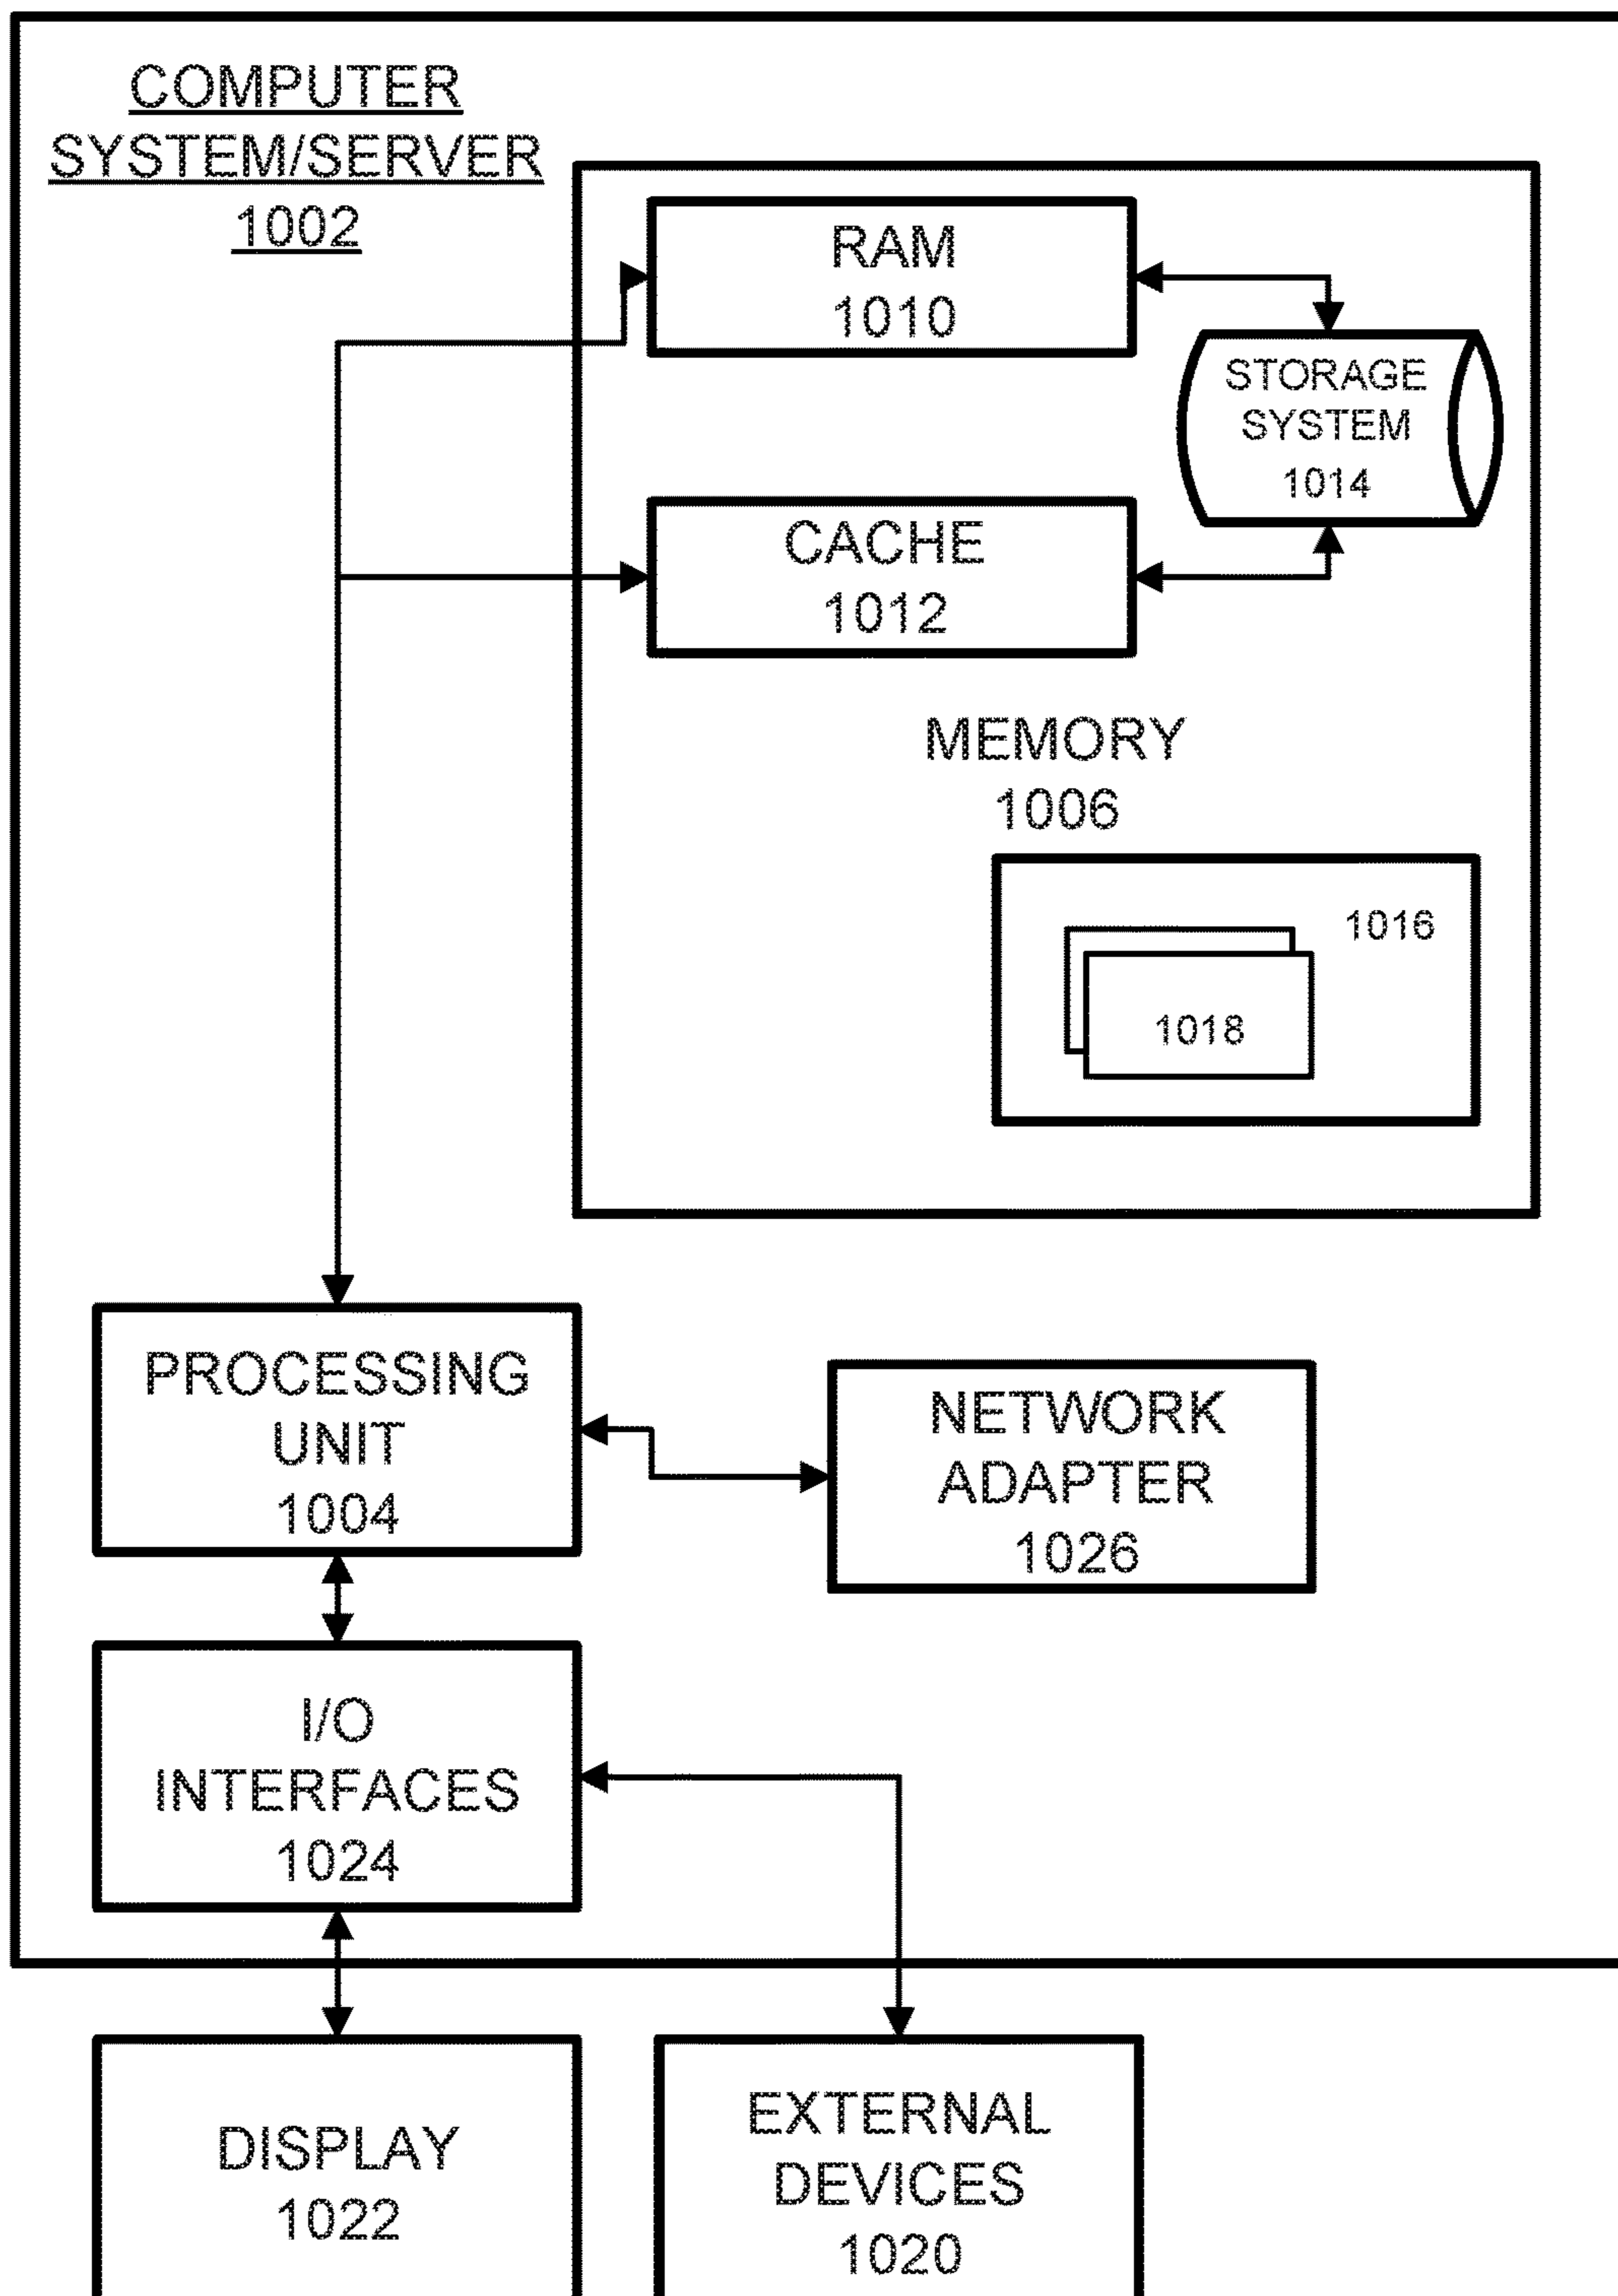 COMPUTER
SYSTEM/SERVER
1002
RAM
1010
STORAGE
SYSTEM
1014
CACHE
1012
MEMORY
1006
1016
1018
PROCESSING
UNIT
1004
NETWORK
ADAPTER
1026
I/O
INTERFACES
1024
DISPLAY
1022
EXTERNAL
DEVICES
1020